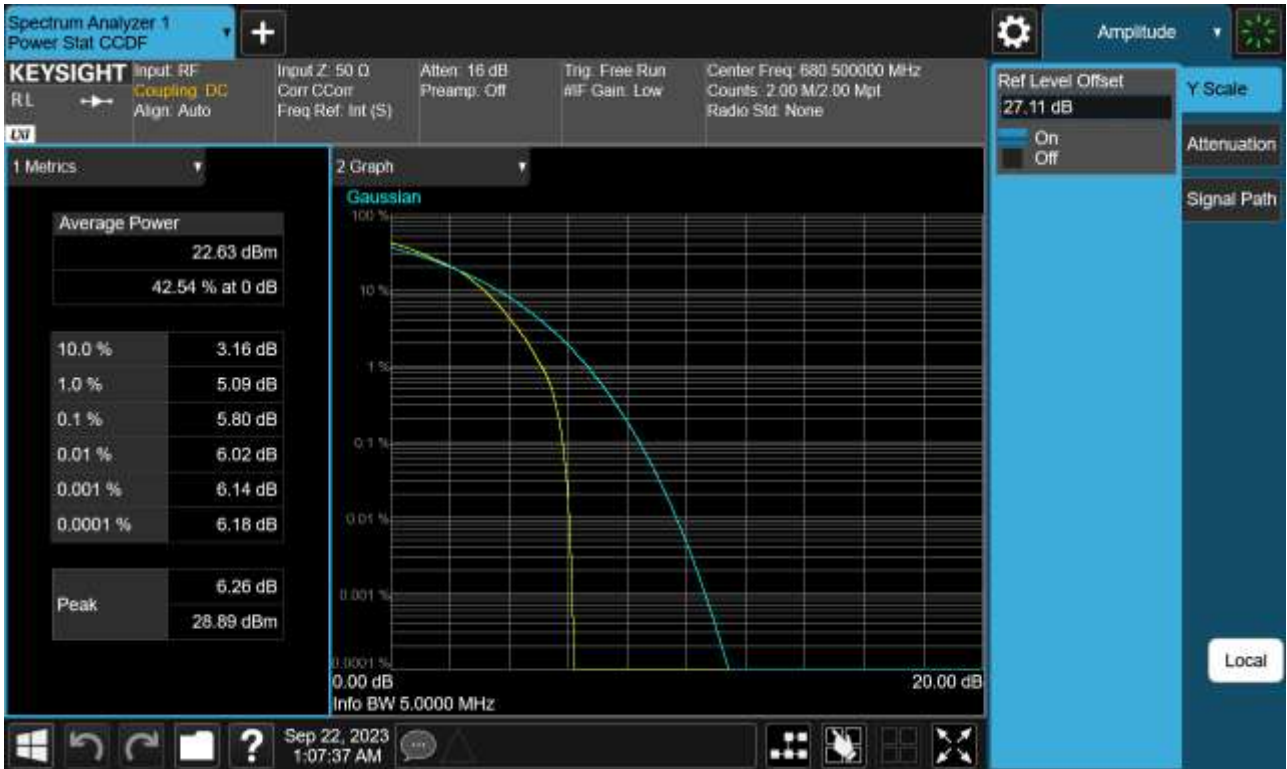 Spectrum Analyzer 1
Power Stat CCDF
+
Amplitude
KEYSIGHT
RL
LXI
Input: RF
Coupling: DC
Align: Auto
Input Z: 50 Ω
Corr CCorr
Freq Ref: Int (S)
Atten: 16 dB
Preamp: Off
Trig: Free Run
#IF Gain: Low
Center Freq: 680.500000 MHz
Counts: 2.00 M/2.00 Mpt
Radio Std: None
Ref Level Offset
27.11 dB
On
Off
Y Scale
Attenuation
Signal Path
Local
1 Metrics
Average Power
22.63 dBm
42.54 % at 0 dB
10.0 % 3.16 dB
1.0 % 5.09 dB
0.1 % 5.80 dB
0.01 % 6.02 dB
0.001 % 6.14 dB
0.0001 % 6.18 dB
Peak
6.26 dB
28.89 dBm
2 Graph
Gaussian
100 %
10 %
1 %
0.1 %
0.01 %
0.001 %
0.0001 %
0.00 dB 20.00 dB
Info BW 5.0000 MHz
?
Sep 22, 2023
1:07:37 AM